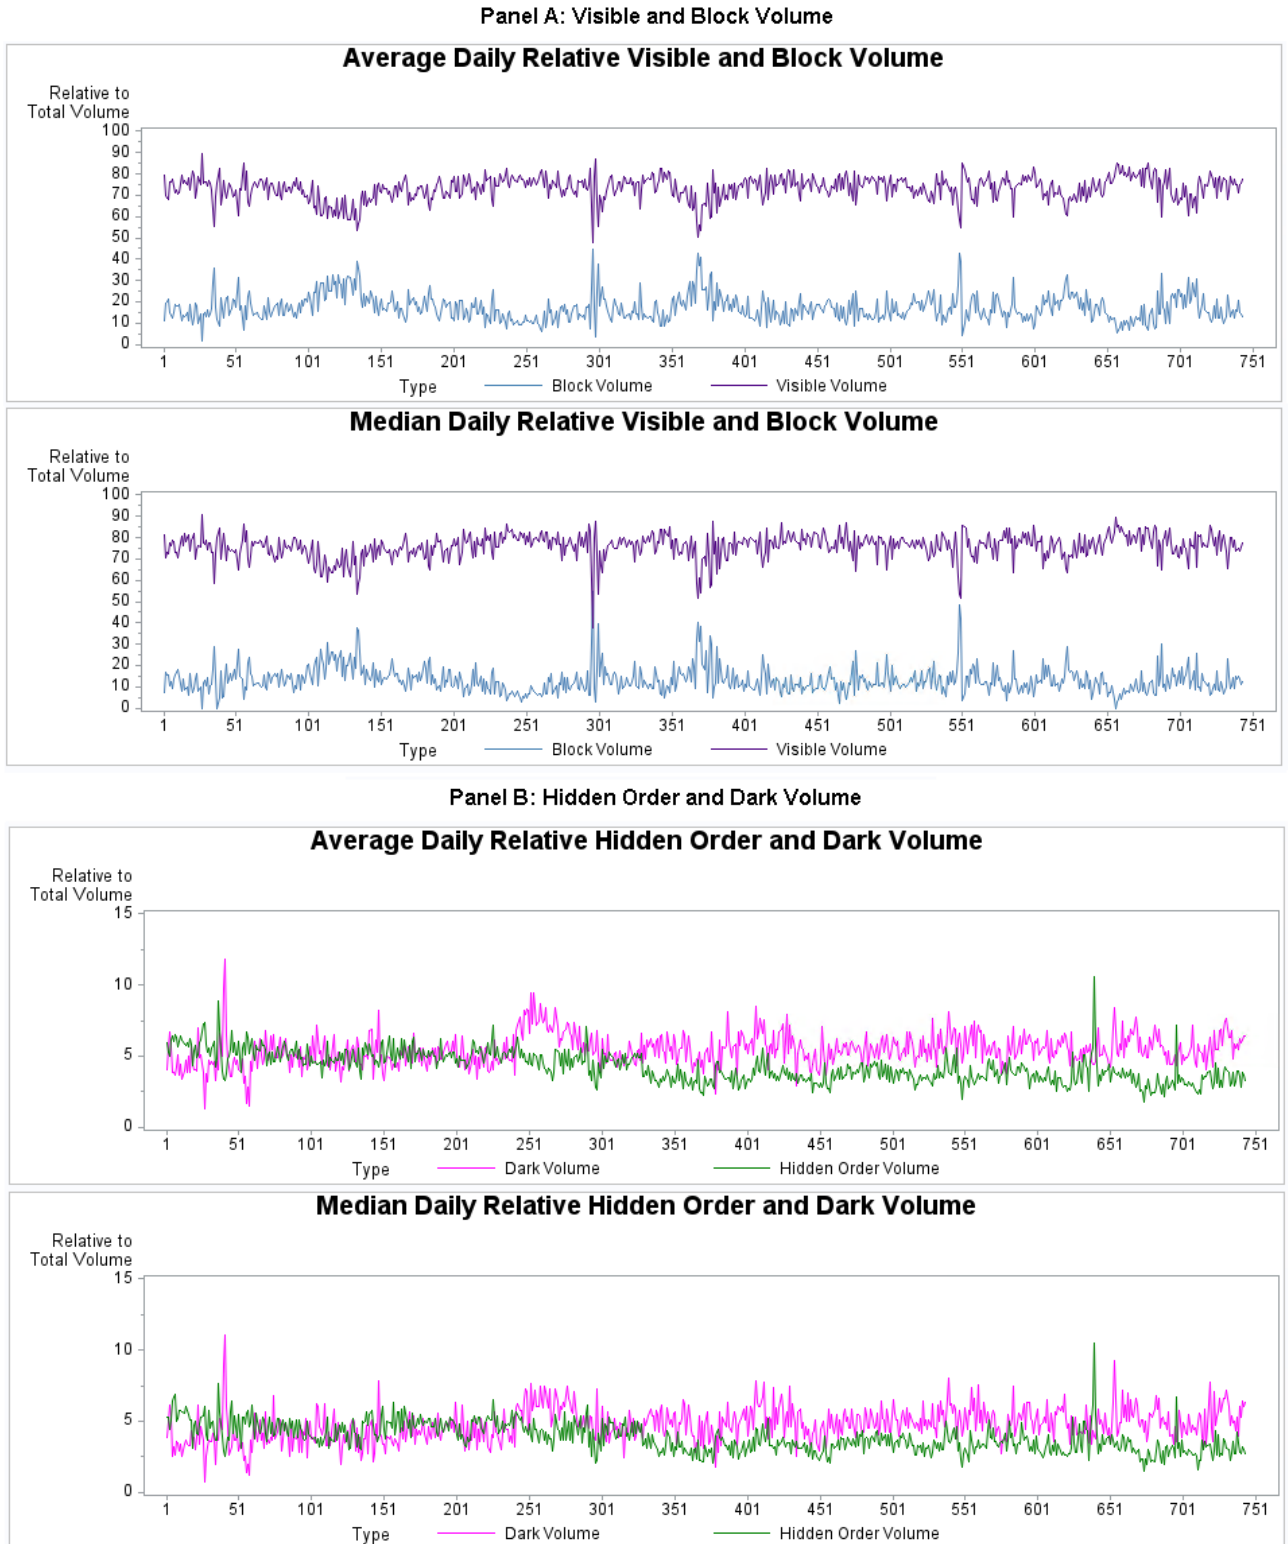 Panel A: Visible and Block Volume
Average Daily Relative Visible and Block Volume
Relative to
Total Volume
100
90
80
70
60
50
40
30
20
10
0
1 51 101 151 201 251 301 351 401 451 501 551 601 651 701 751
Type Block Volume Visible Volume
Median Daily Relative Visible and Block Volume
Relative to
Total Volume
100
90
80
70
60
50
40
30
20
10
0
1 51 101 151 201 251 301 351 401 451 501 551 601 651 701 751
Type Block Volume Visible Volume
Panel B: Hidden Order and Dark Volume
Average Daily Relative Hidden Order and Dark Volume
Relative to
Total Volume
15
10
5
0
1 51 101 151 201 251 301 351 401 451 501 551 601 651 701 751
Type Dark Volume Hidden Order Volume
Median Daily Relative Hidden Order and Dark Volume
Relative to
Total Volume
15
10
5
0
1 51 101 151 201 251 301 351 401 451 501 551 601 651 701 751
Type Dark Volume Hidden Order Volume